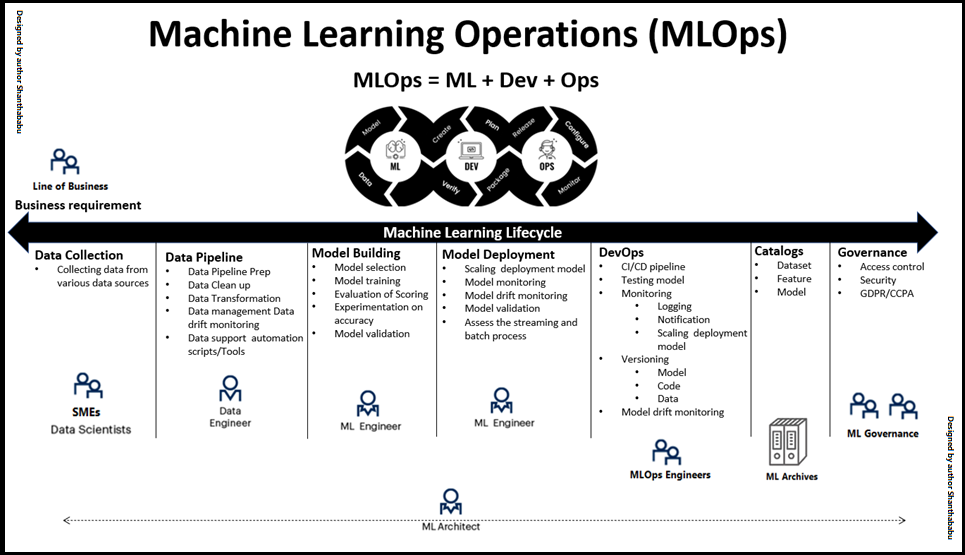 Designed by author Shanthababu
Machine Learning Operations (MLOps)
MLOps = ML + Dev + Ops
Model
Create
Plan
Release
Configure
ML
DEV
OPS
Data
Verify
Package
Monitor
Line of Business
Business requirement
Machine Learning Lifecycle
Data Collection
• Collecting data from
various data sources
SMEs
Data Scientists
Data Pipeline
• Data Pipeline Prep
• Data Clean up
• Data Transformation
• Data management Data
drift monitoring
• Data support automation
scripts/Tools
Data
Engineer
Model Building
• Model selection
• Model training
• Evaluation of Scoring
• Experimentation on
accuracy
• Model validation
ML Engineer
Model Deployment
• Scaling deployment model
• Model monitoring
• Model drift monitoring
• Model validation
• Assess the streaming and
batch process
ML Engineer
DevOps
• CI/CD pipeline
• Testing model
• Monitoring
• Logging
• Notification
• Scaling deployment
model
• Versioning
• Model
• Code
• Data
• Model drift monitoring
MLOps Engineers
Catalogs
• Dataset
• Feature
• Model
ML Archives
Governance
• Access control
• Security
• GDPR/CCPA
ML Governance
ML Architect
Designed by author Shanthababu